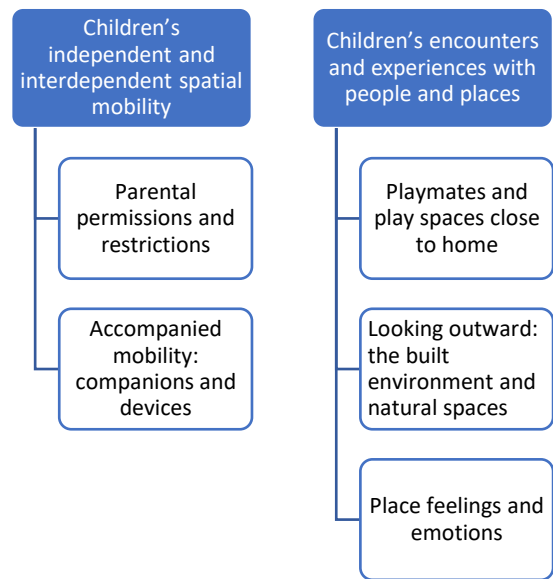 Children’s
independent and
interdependent spatial
mobility
Parental
permissions and
restrictions
Accompanied
mobility:
companions and
devices
Children’s encounters
and experiences with
people and places
Playmates and
play spaces close
to home
Looking outward:
the built
environment and
natural spaces
Place feelings and
emotions